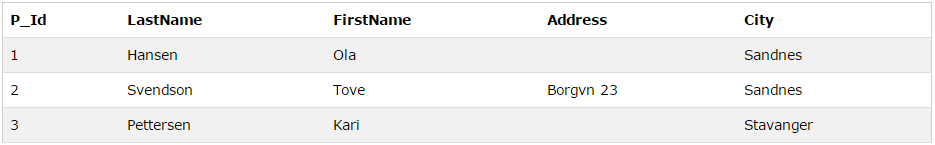 P_Id LastName FirstName Address City
1 Hansen Ola Sandnes
2 Svendson Tove Borgvn 23 Sandnes
3 Pettersen Kari Stavanger